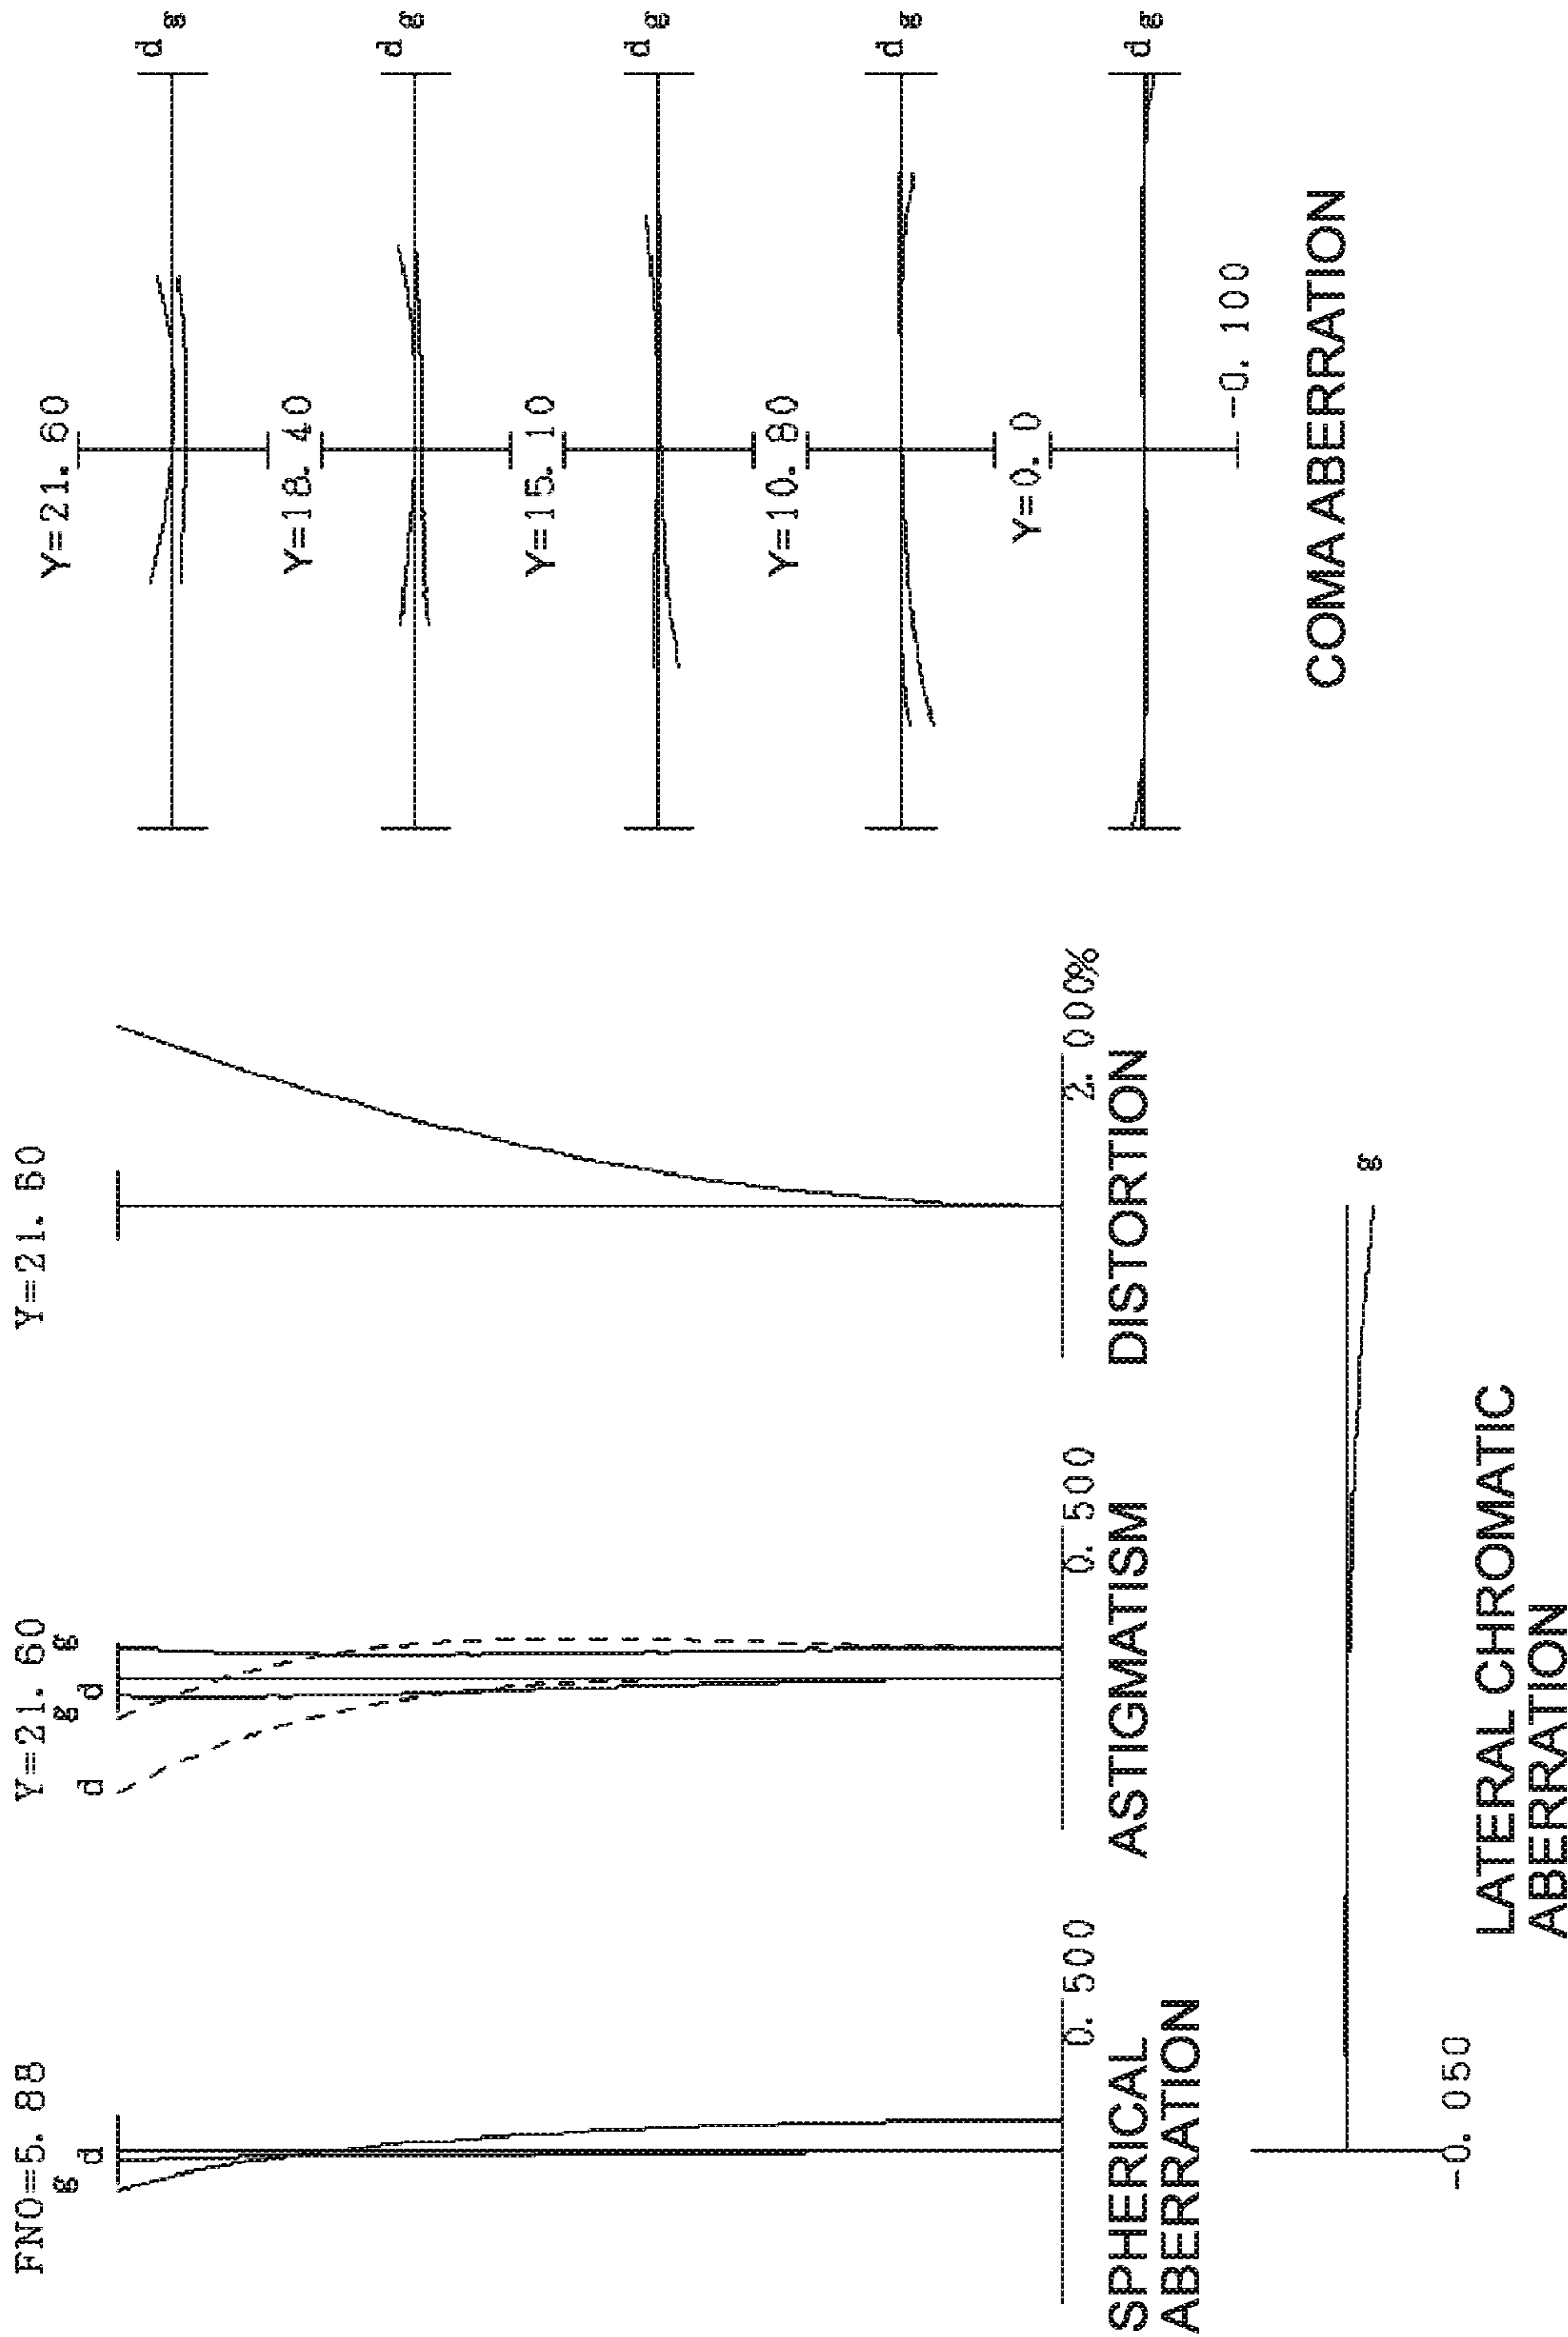 FNO=5. 88
g
d
0. 500
SPHERICAL
ABERRATION
Y=21. 60
g g
d d
0. 500
ASTIGMATISM
Y=21. 60
2. 000%
DISTORTION
Y=21. 60
d
g
Y=18. 40
d
g
Y=15. 10
d
g
Y=10. 80
d
g
Y=0. 0
d
g
-0. 100
COMA ABERRATION
g
-0. 050
LATERAL CHROMATIC
ABERRATION